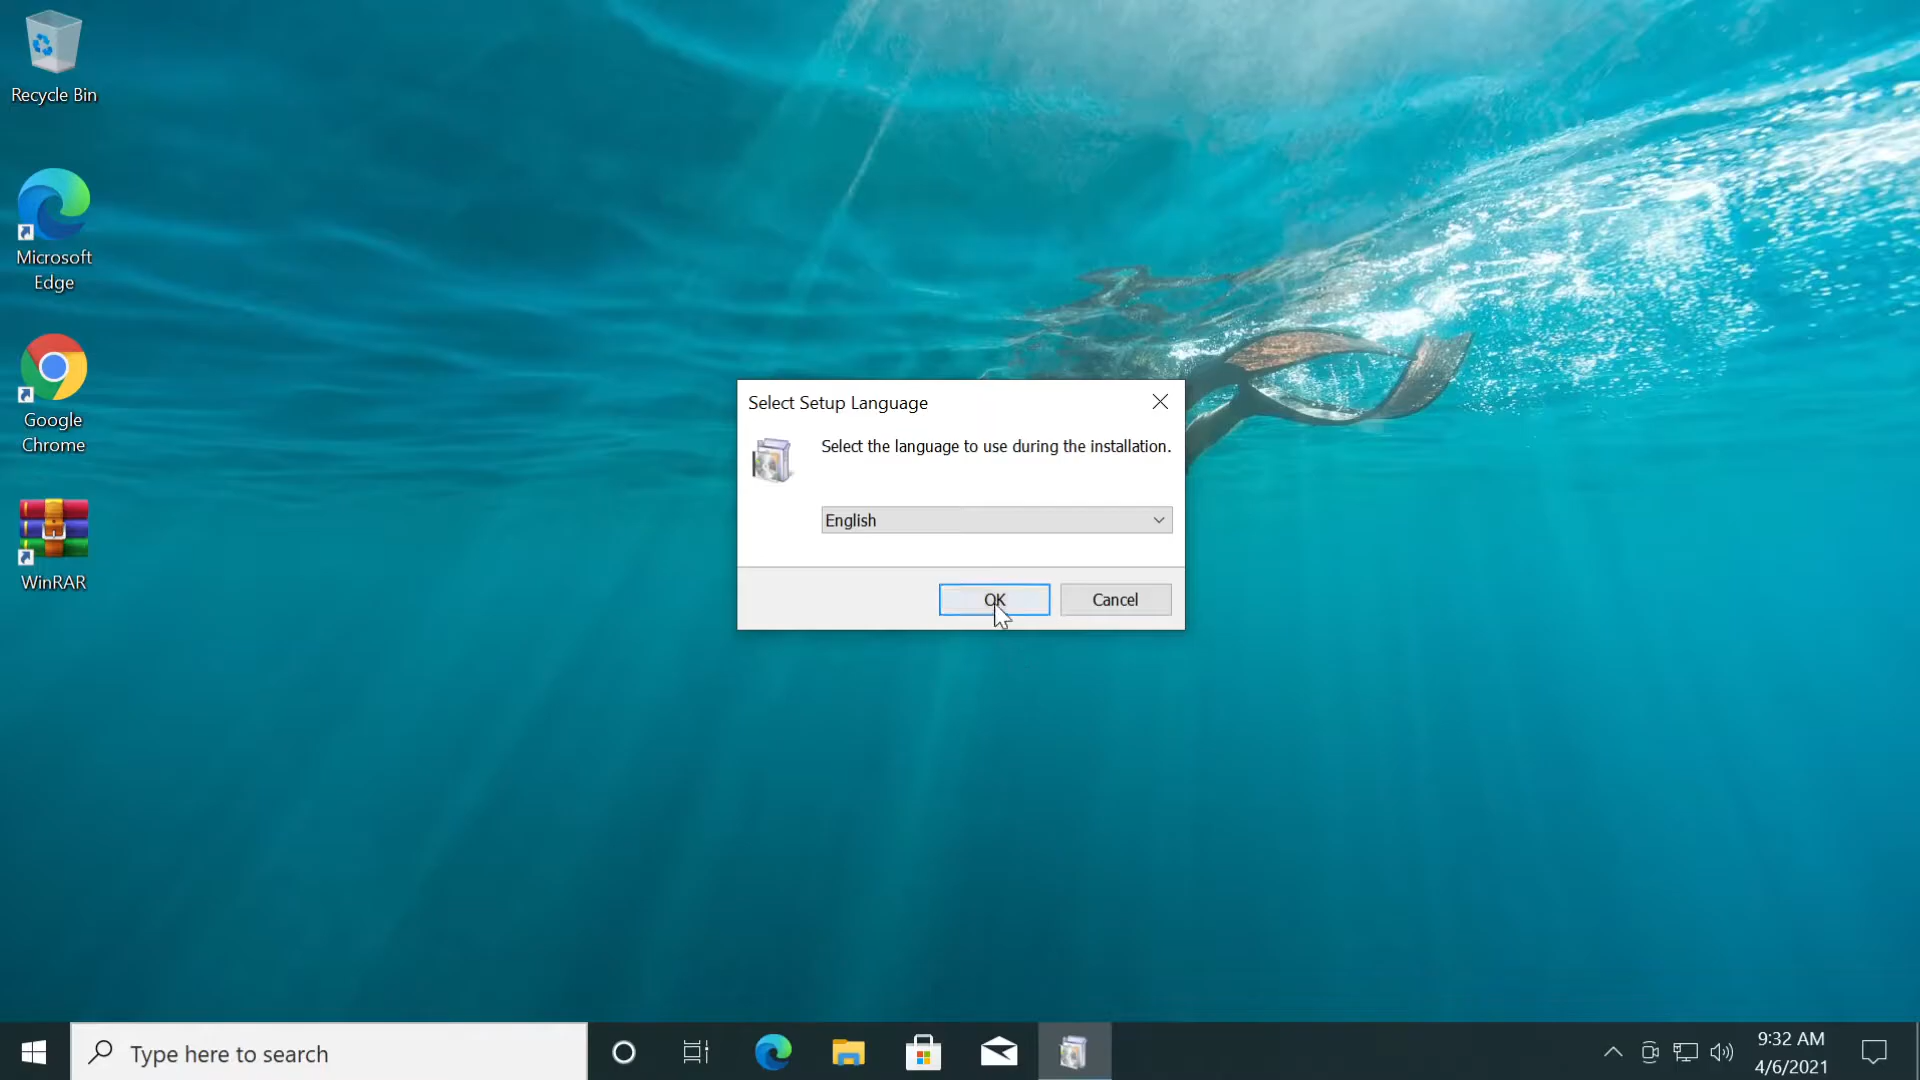 Recycle Bin
Microsoft
Edge
Google
Chrome
WinRAR
Select Setup Language
Select the language to use during the installation.
English
OK
Cancel
Type here to search
9:32 AM
4/6/2021